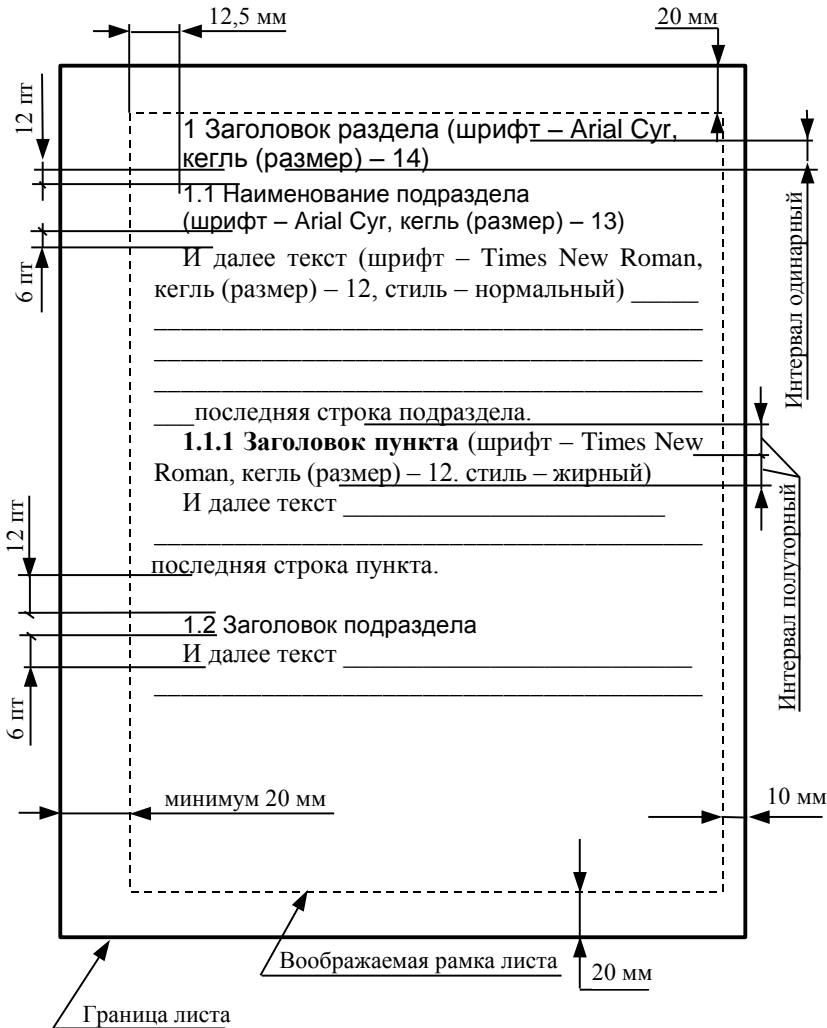 12,5 мм
20 мм
12 пт
1 Заголовок раздела (шрифт – Arial Cyr,
кегль (размер) – 14)
1.1 Наименование подраздела
(шрифт – Arial Cyr, кегль (размер) – 13)
6 пт
И далее текст (шрифт – Times New Roman,
кегль (размер) – 12, стиль – нормальный) _____
Интервал одинарный
___последняя строка подраздела.
1.1.1 Заголовок пункта (шрифт – Times New
Roman, кегль (размер) – 12. стиль – жирный)
И далее текст ________________________
Интервал полуторный
12 пт
последняя строка пункта.
1.2 Заголовок подраздела
И далее текст __________________________
6 пт
минимум 20 мм
10 мм
Воображаемая рамка листа
20 мм
Граница листа